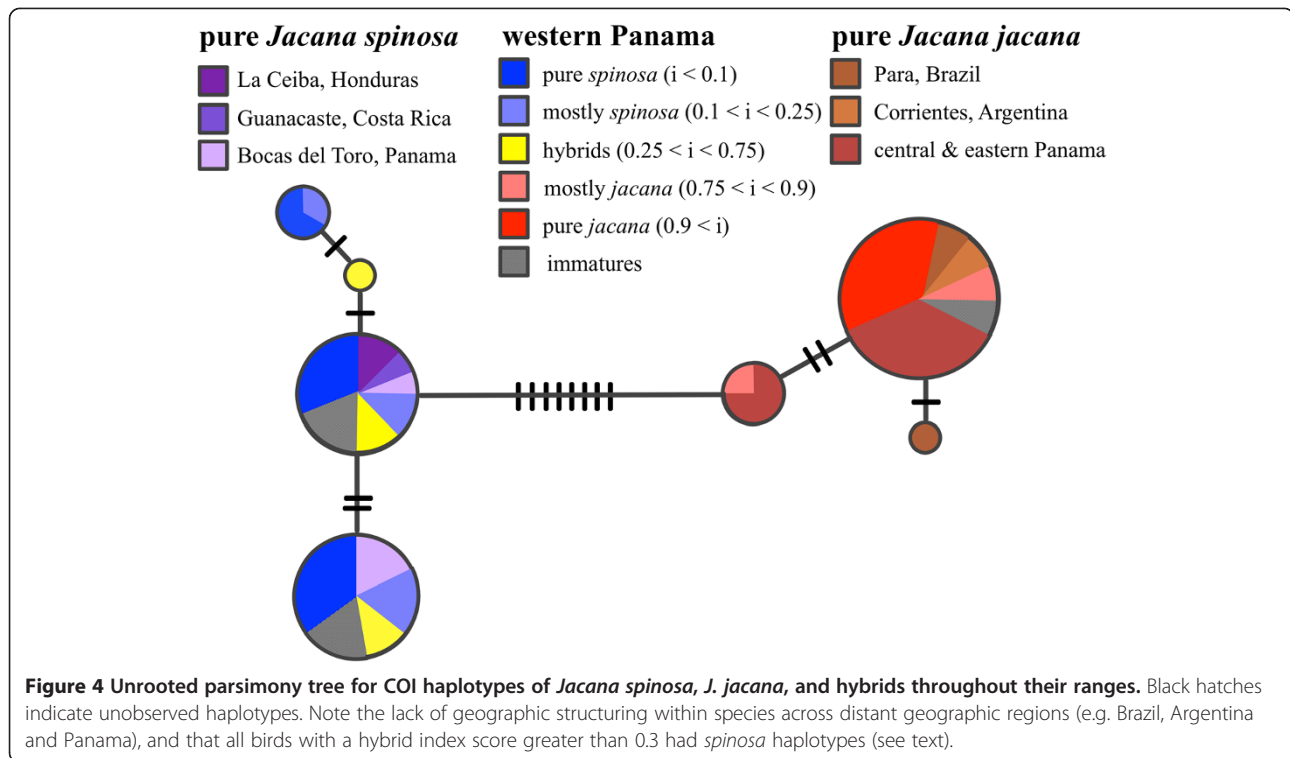 pure Jacana spinosa
La Ceiba, Honduras
Guanacaste, Costa Rica
Bocas del Toro, Panama
western Panama
pure spinosa (i < 0.1)
mostly spinosa (0.1 < i < 0.25)
hybrids (0.25 < i < 0.75)
mostly jacana (0.75 < i < 0.9)
pure jacana (0.9 < i)
immatures
pure Jacana jacana
Para, Brazil
Corrientes, Argentina
central & eastern Panama
Figure 4 Unrooted parsimony tree for COI haplotypes of Jacana spinosa, J. jacana, and hybrids throughout their ranges. Black hatches
indicate unobserved haplotypes. Note the lack of geographic structuring within species across distant geographic regions (e.g. Brazil, Argentina
and Panama), and that all birds with a hybrid index score greater than 0.3 had spinosa haplotypes (see text).